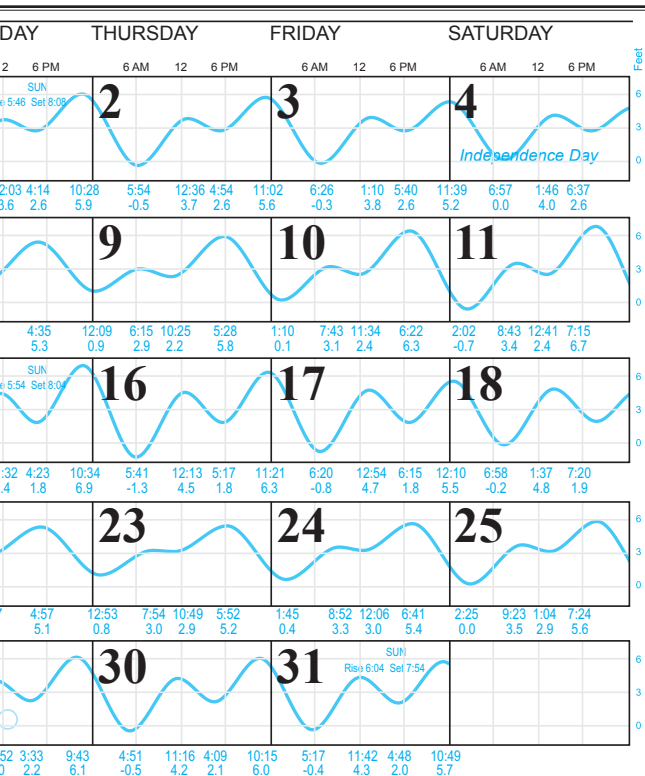 DAY THURSDAY FRIDAY SATURDAY
2 6 PM 6 AM 12 6 PM 6 AM 12 6 PM 6 AM 12 6 PM Feet
SUN
e 5:46 Set 8:08
2 3 4
Independence Day
6
3
0
2:03 4:14 10:28 5:54 12:36 4:54 11:02 6:26 1:10 5:40 11:39 6:57 1:46 6:37
3.6 2.6 5.9 -0.5 3.7 2.6 5.6 -0.3 3.8 2.6 5.2 0.0 4.0 2.6
9 10 11
6
3
0
4:35 12:09 6:15 10:25 5:28 1:10 7:43 11:34 6:22 2:02 8:43 12:41 7:15
5.3 0.9 2.9 2.2 5.8 0.1 3.1 2.4 6.3 -0.7 3.4 2.4 6.7
SUN
e 5:54 Set 8:04
16 17 18
6
3
0
:32 4:23 10:34 5:41 12:13 5:17 11:21 6:20 12:54 6:15 12:10 6:58 1:37 7:20
.4 1.8 6.9 -1.3 4.5 1.8 6.3 -0.8 4.7 1.8 5.5 -0.2 4.8 1.9
23 24 25
6
3
0
4:57 12:53 7:54 10:49 5:52 1:45 8:52 12:06 6:41 2:25 9:23 1:04 7:24
5.1 0.8 3.0 2.9 5.2 0.4 3.3 3.0 5.4 0.0 3.5 2.9 5.6
30 31
SUN
Rise 6:04 Set 7:54
6
3
0
52 3:33 9:43 4:51 11:16 4:09 10:15 5:17 11:42 4:48 10:49
0 2.2 6.1 -0.5 4.2 2.1 6.0 -0.4 4.3 2.0 5.7